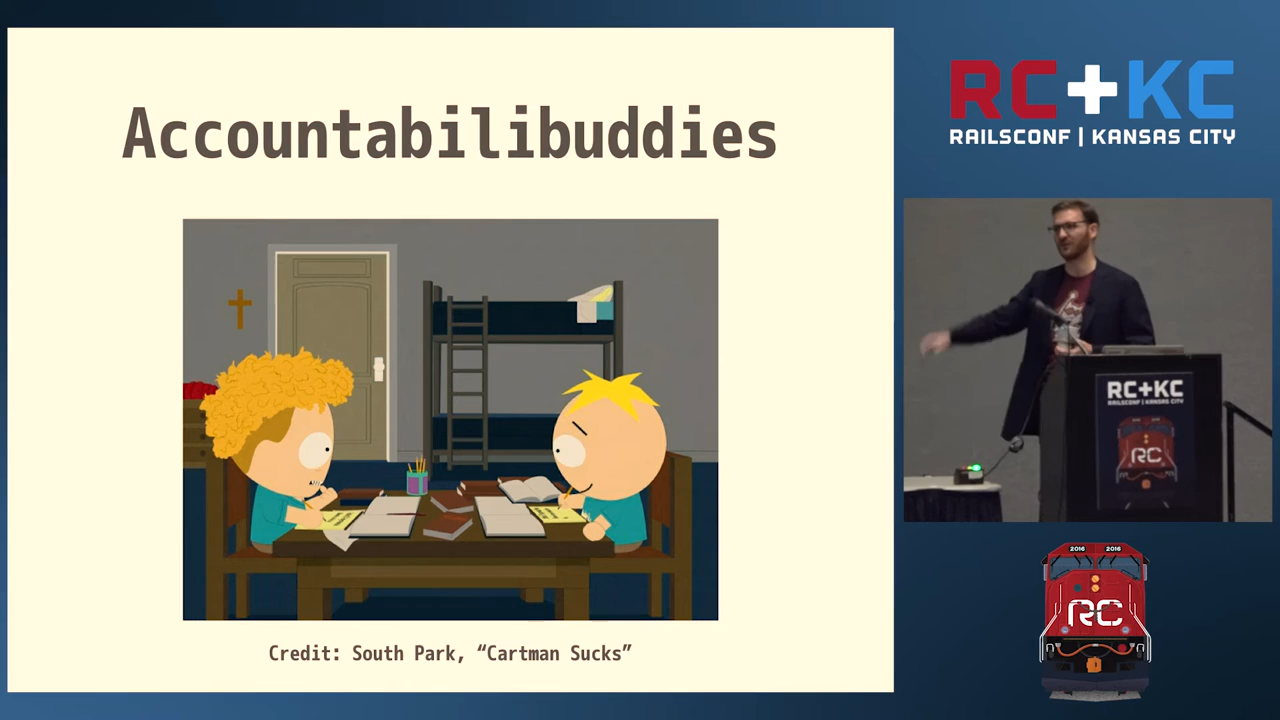 Accountabilibuddies
Credit: South Park, “Cartman Sucks”
RC+KC
RAILSCONF | KANSAS CITY
RC+KC
RAILSCONF | KANSAS CITY
RC
2016 2016
RC